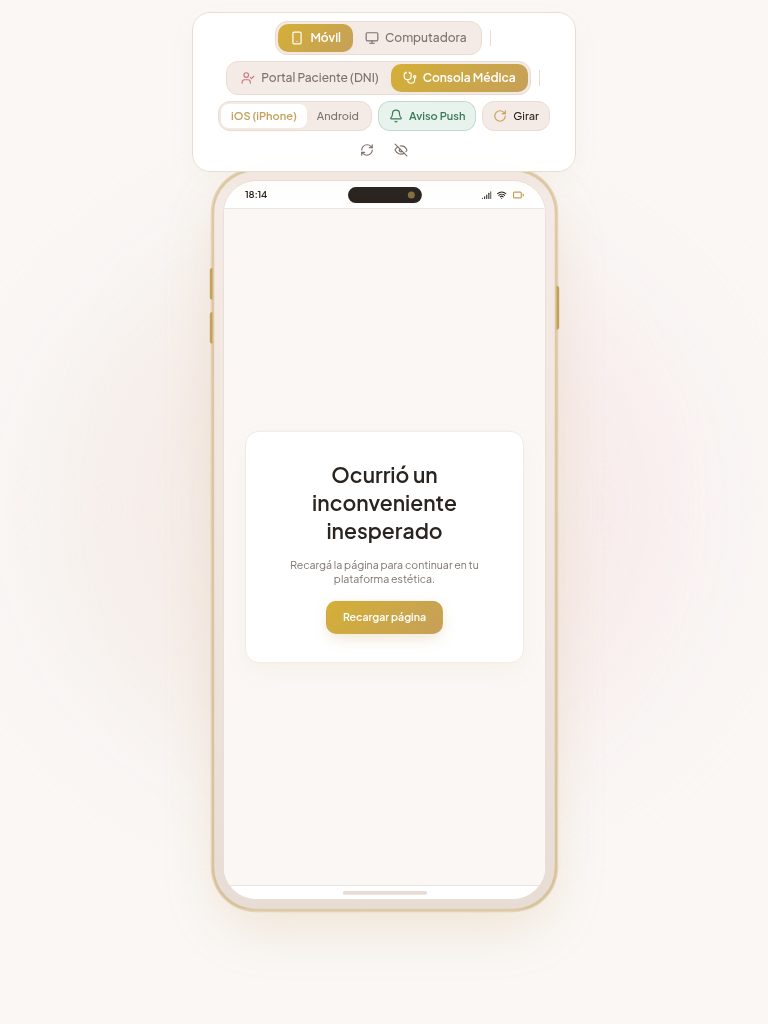 Móvil
Computadora
Portal Paciente (DNI)
Consola Médica
iOS (iPhone)
Android
Aviso Push
Girar
18:14
Ocurrió un
inconveniente
inesperado
Recargá la página para continuar en tu
plataforma estética.
Recargar página